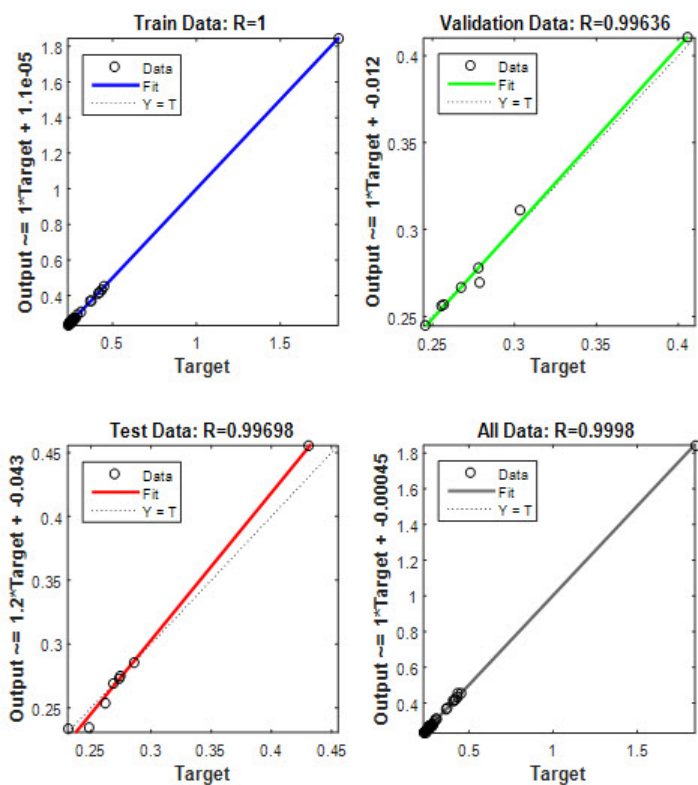 Train Data: R=1
Output ~= 1*Target + 1.1e-05
1.8
1.6
1.4
1.2
1
0.8
0.6
0.4
Data
Fit
Y = T
0.5
1
1.5
Target
Validation Data: R=0.99636
Output ~= 1*Target + -0.012
0.4
0.35
0.3
0.25
Data
Fit
Y = T
0.25
0.3
0.35
0.4
Target
Test Data: R=0.99698
Output ~= 1.2*Target + -0.043
0.45
0.4
0.35
0.3
0.25
Data
Fit
Y = T
0.25
0.3
0.35
0.4
0.45
Target
All Data: R=0.9998
Output ~= 1*Target + -0.00045
1.8
1.6
1.4
1.2
1
0.8
0.6
0.4
Data
Fit
Y = T
0.5
1
1.5
Target